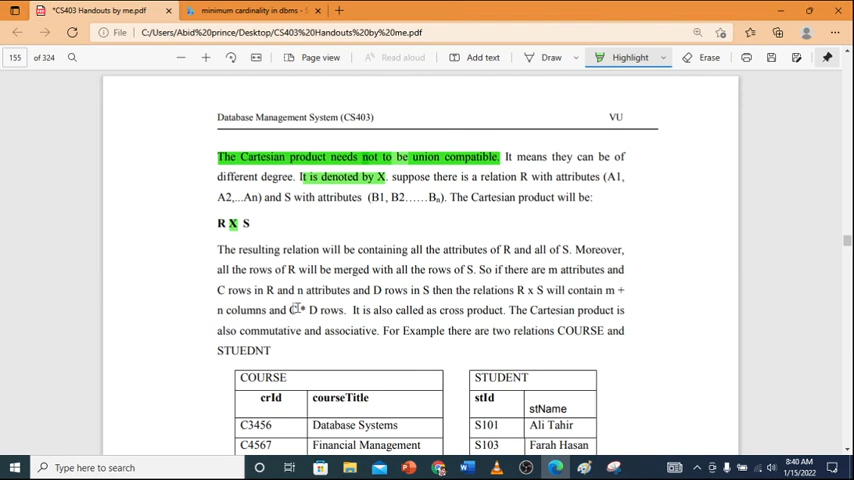 *CS403 Handouts by me.pdf
minimum cardinality in dbms -
File
C:/Users/Abid%20prince/Desktop/CS403%20Handouts%20by%20me.pdf
155 of 324
Page view
Read aloud
Add text
Draw
Highlight
Erase
Database Management System (CS403) VU
The Cartesian product needs not to be union compatible. It means they can be of
different degree. It is denoted by X. suppose there is a relation R with attributes (A1,
A2,...An) and S with attributes (B1, B2……Bn). The Cartesian product will be:
R X S
The resulting relation will be containing all the attributes of R and all of S. Moreover,
all the rows of R will be merged with all the rows of S. So if there are m attributes and
C rows in R and n attributes and D rows in S then the relations R x S will contain m +
n columns and C * D rows. It is also called as cross product. The Cartesian product is
also commutative and associative. For Example there are two relations COURSE and
STUEDNT
COURSE
crId courseTitle
C3456 Database Systems
C4567 Financial Management
STUDENT
stId stName
S101 Ali Tahir
S103 Farah Hasan
Type here to search
8:40 AM
1/15/2022